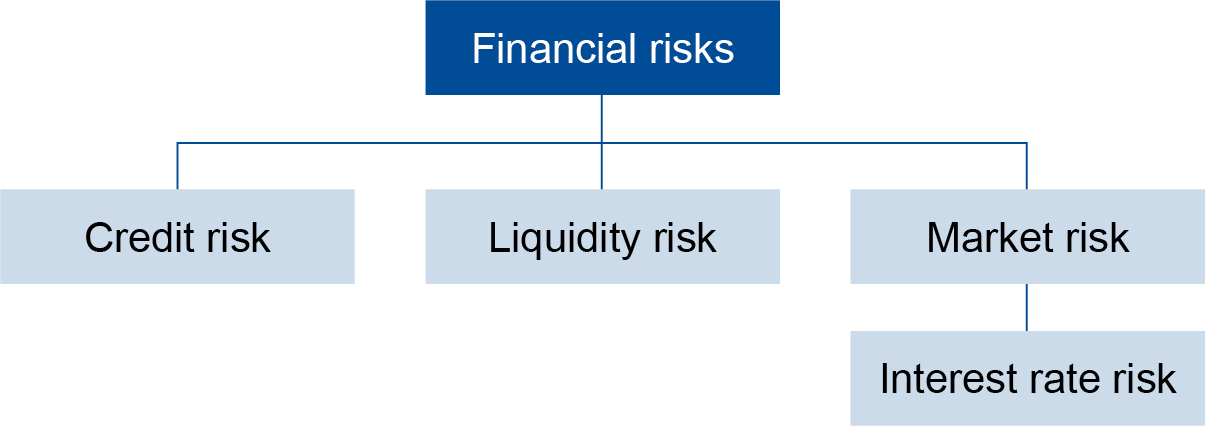 Financial risks
Credit risk
Liquidity risk
Market risk
Interest rate risk